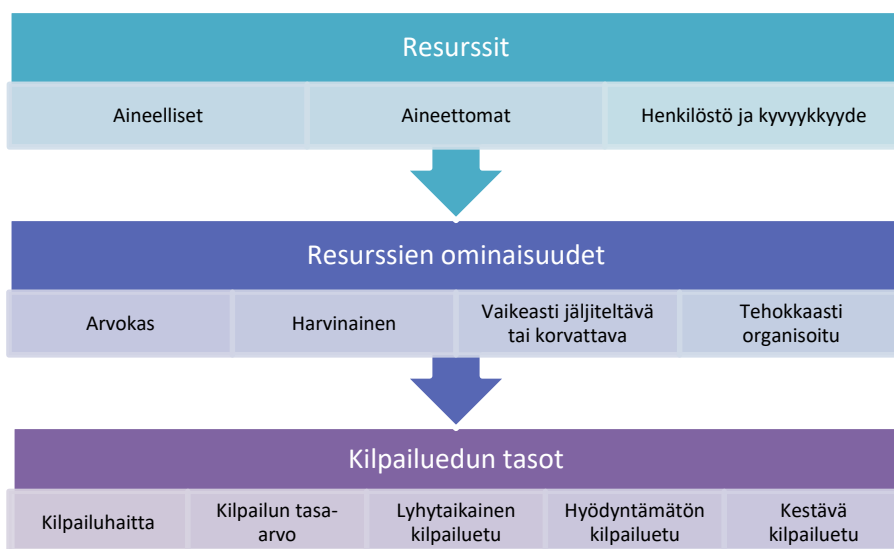 Resurssit
Aineelliset
Aineettomat
Henkilöstö ja kyvykkyyde
Resurssien ominaisuudet
Arvokas
Harvinainen
Vaikeasti jäljiteltävä
tai korvattava
Tehokkaasti
organisoitu
Kilpailuedun tasot
Kilpailuhaitta
Kilpailun tasa-
arvo
Lyhytaikainen
kilpailuetu
Hyödyntämätön
kilpailuetu
Kestävä
kilpailuetu